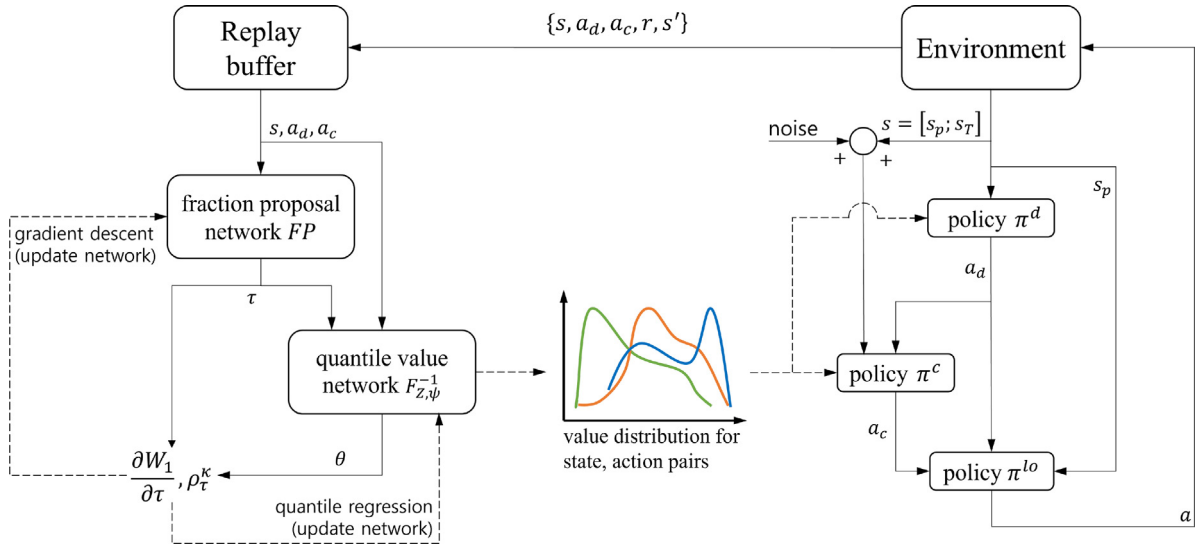 Replay
buffer
{s, a_d, a_c, r, s′}
Environment
s, a_d, a_c
noise
s = [s_p; s_T]
+
+
s_p
fraction proposal
network FP
gradient descent
(update network)
policy π^d
τ
a_d
quantile value
network F_{Z,ψ}^{-1}
policy π^c
value distribution for
state, action pairs
a_c
θ
∂W_1/∂τ, ρ_τ^κ
policy π^{lo}
quantile regression
(update network)
a